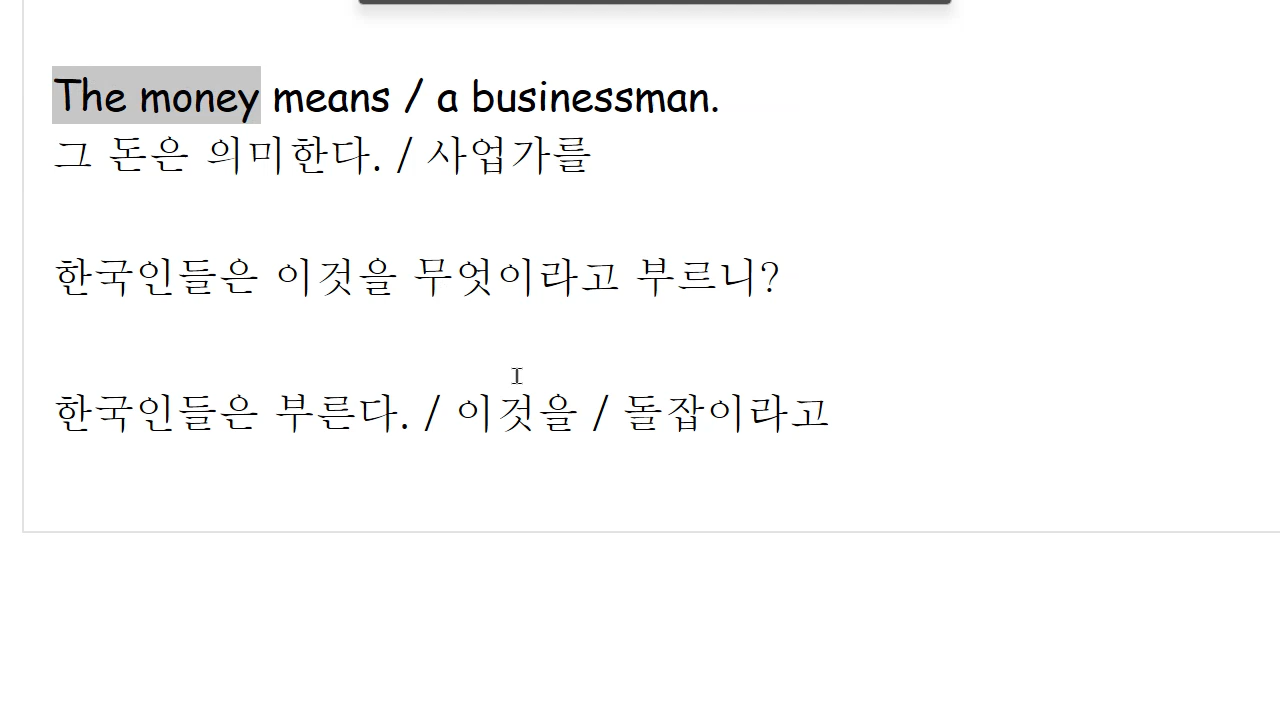 The money means / a businessman.
그 돈은 의미한다. / 사업가를
한국인들은 이것을 무엇이라고 부르니?
한국인들은 부른다. / 이것을 / 돌잡이라고